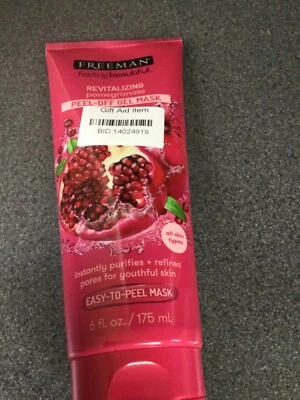 FREEMAN
feeling beautiful.
REVITALIZING
pomegranate
PEEL-OFF GEL MASK
Gift Aid Item
BID:14024919
all skin
types
instantly purifies + refines
pores for youthful skin
EASY-TO-PEEL MASK
6 fl. oz./175 mL